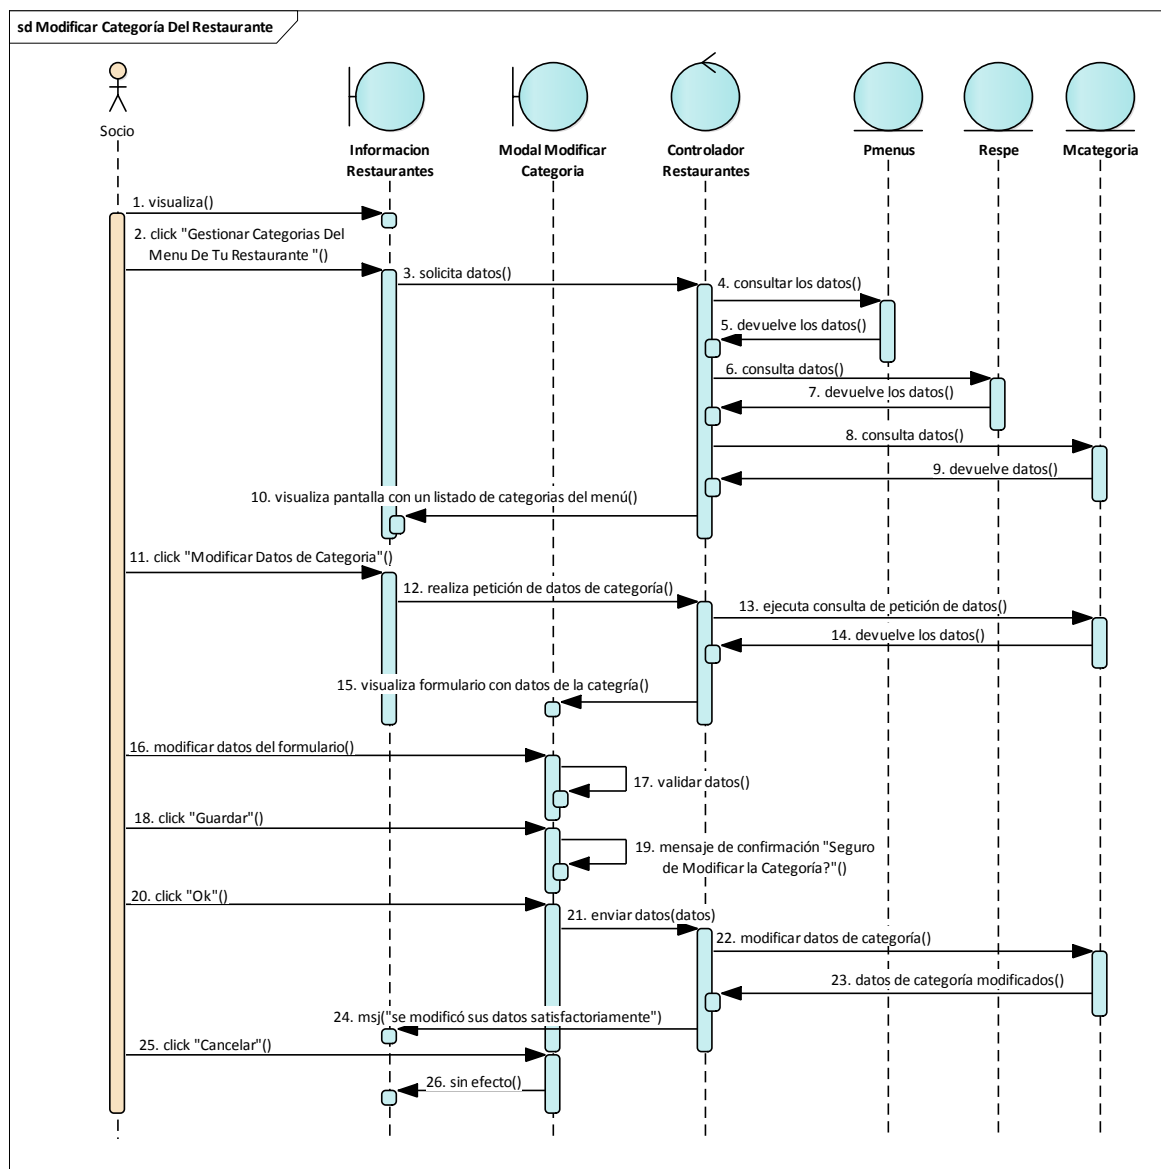 sd Modificar Categoría Del Restaurante
Socio
Informacion
Restaurantes
Modal Modificar
Categoria
Controlador
Restaurantes
Pmenus
Respe
Mcategoria
1. visualiza()
2. click "Gestionar Categorias Del
Menu De Tu Restaurante "()
3. solicita datos()
4. consultar los datos()
5. devuelve los datos()
6. consulta datos()
7. devuelve los datos()
8. consulta datos()
9. devuelve datos()
10. visualiza pantalla con un listado de categorias del menú()
11. click "Modificar Datos de Categoria"()
12. realiza petición de datos de categoría()
13. ejecuta consulta de petición de datos()
14. devuelve los datos()
15. visualiza formulario con datos de la categría()
16. modificar datos del formulario()
17. validar datos()
18. click "Guardar"()
19. mensaje de confirmación "Seguro
de Modificar la Categoría?"()
20. click "Ok"()
21. enviar datos(datos)
22. modificar datos de categoría()
23. datos de categoría modificados()
24. msj("se modificó sus datos satisfactoriamente")
25. click "Cancelar"()
26. sin efecto()